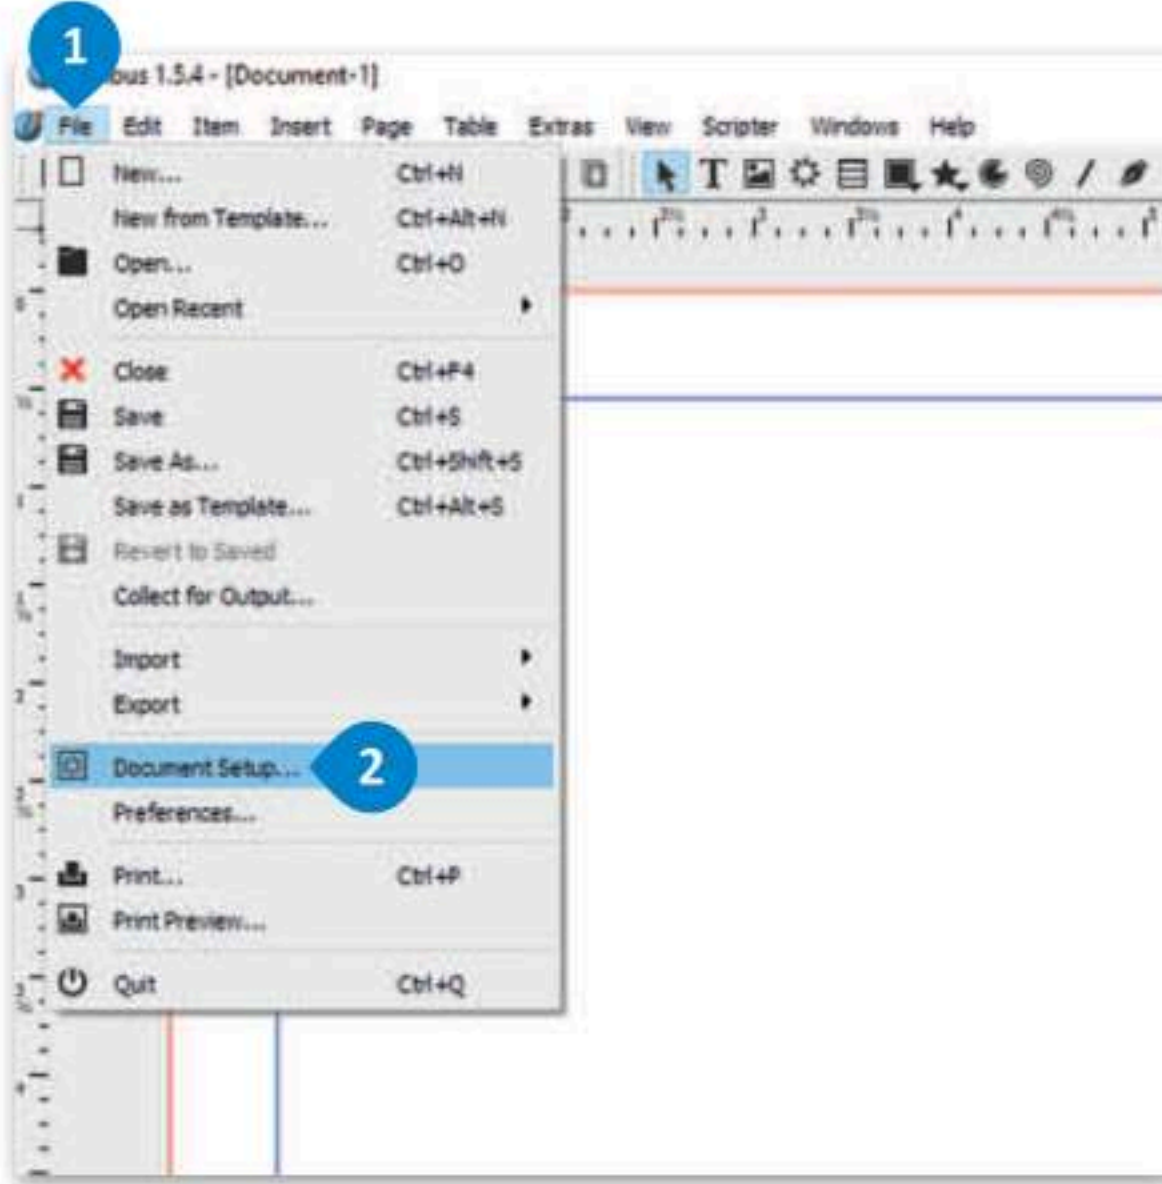 1
bus 1.5.4 - [Document-1]
File Edit Item Insert Page Table Extras View Scripter Windows Help
New... Ctrl+N
New from Template... Ctrl+Alt+N
Open... Ctrl+O
Open Recent
Close Ctrl+F4
Save Ctrl+S
Save As... Ctrl+Shift+S
Save as Template... Ctrl+Alt+S
Revert to Saved
Collect for Output...
Import
Export
Document Setup... 2
Preferences...
Print... Ctrl+P
Print Preview...
Quit Ctrl+Q